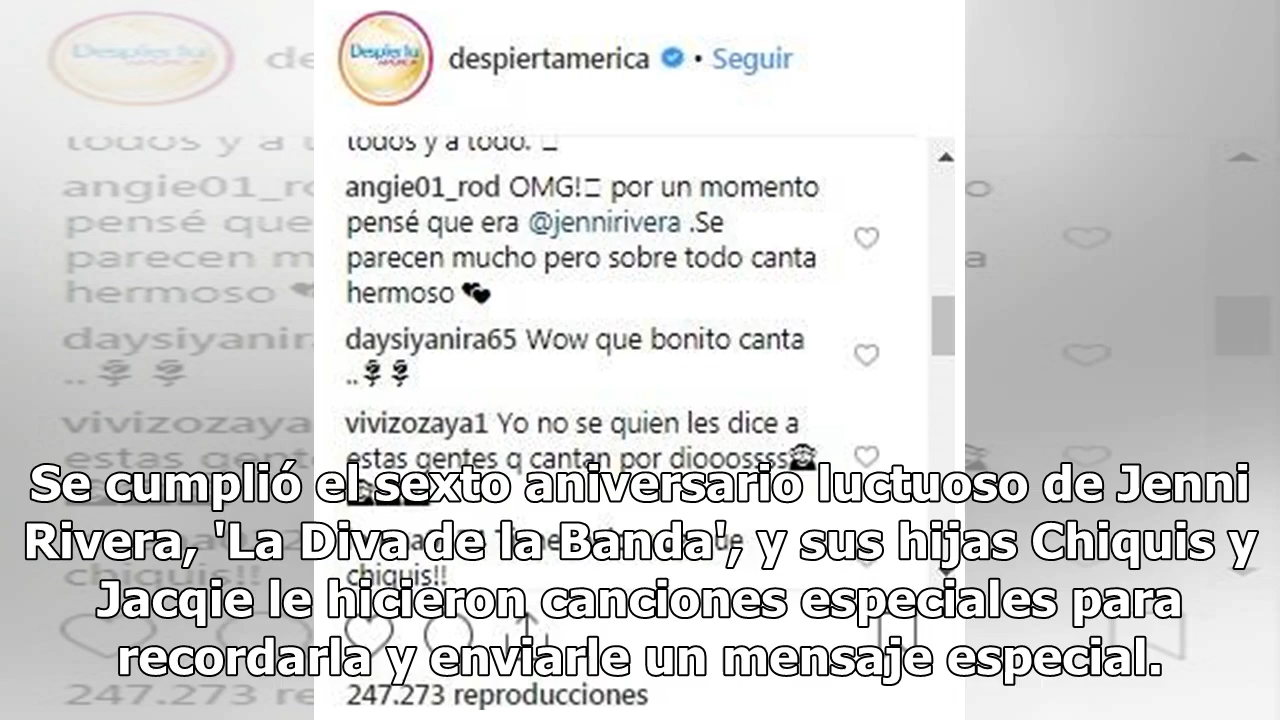 Despierta
AMERICA
despiertamerica • Seguir
todos y a todo.
angie01_rod OMG! por un momento
pensé que era @jennirivera .Se
parecen mucho pero sobre todo canta
hermoso
daysiyanira65 Wow que bonito canta
..
vivizozaya1 Yo no se quien les dice a
estas gentes q cantan por diooossss
chiquis!!
247.273 reproducciones
Se cumplió el sexto aniversario luctuoso de Jenni
Rivera, 'La Diva de la Banda', y sus hijas Chiquis y
Jacqie le hicieron canciones especiales para
recordarla y enviarle un mensaje especial.